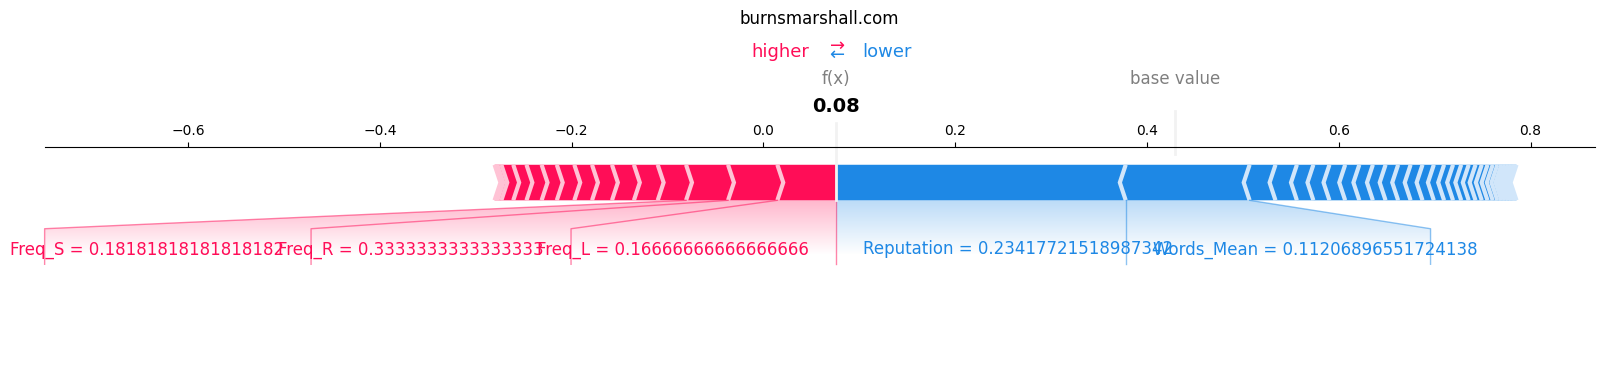 burnsmarshall.com
higher ⇄ lower
f(x) base value
0.08
−0.6 −0.4 −0.2 0.0 0.2 0.4 0.6 0.8
Freq_S = 0.18181818181818182 Freq_R = 0.3333333333333333 Freq_L = 0.16666666666666666 Reputation = 0.2341772151898734 Words_Mean = 0.11206896551724138